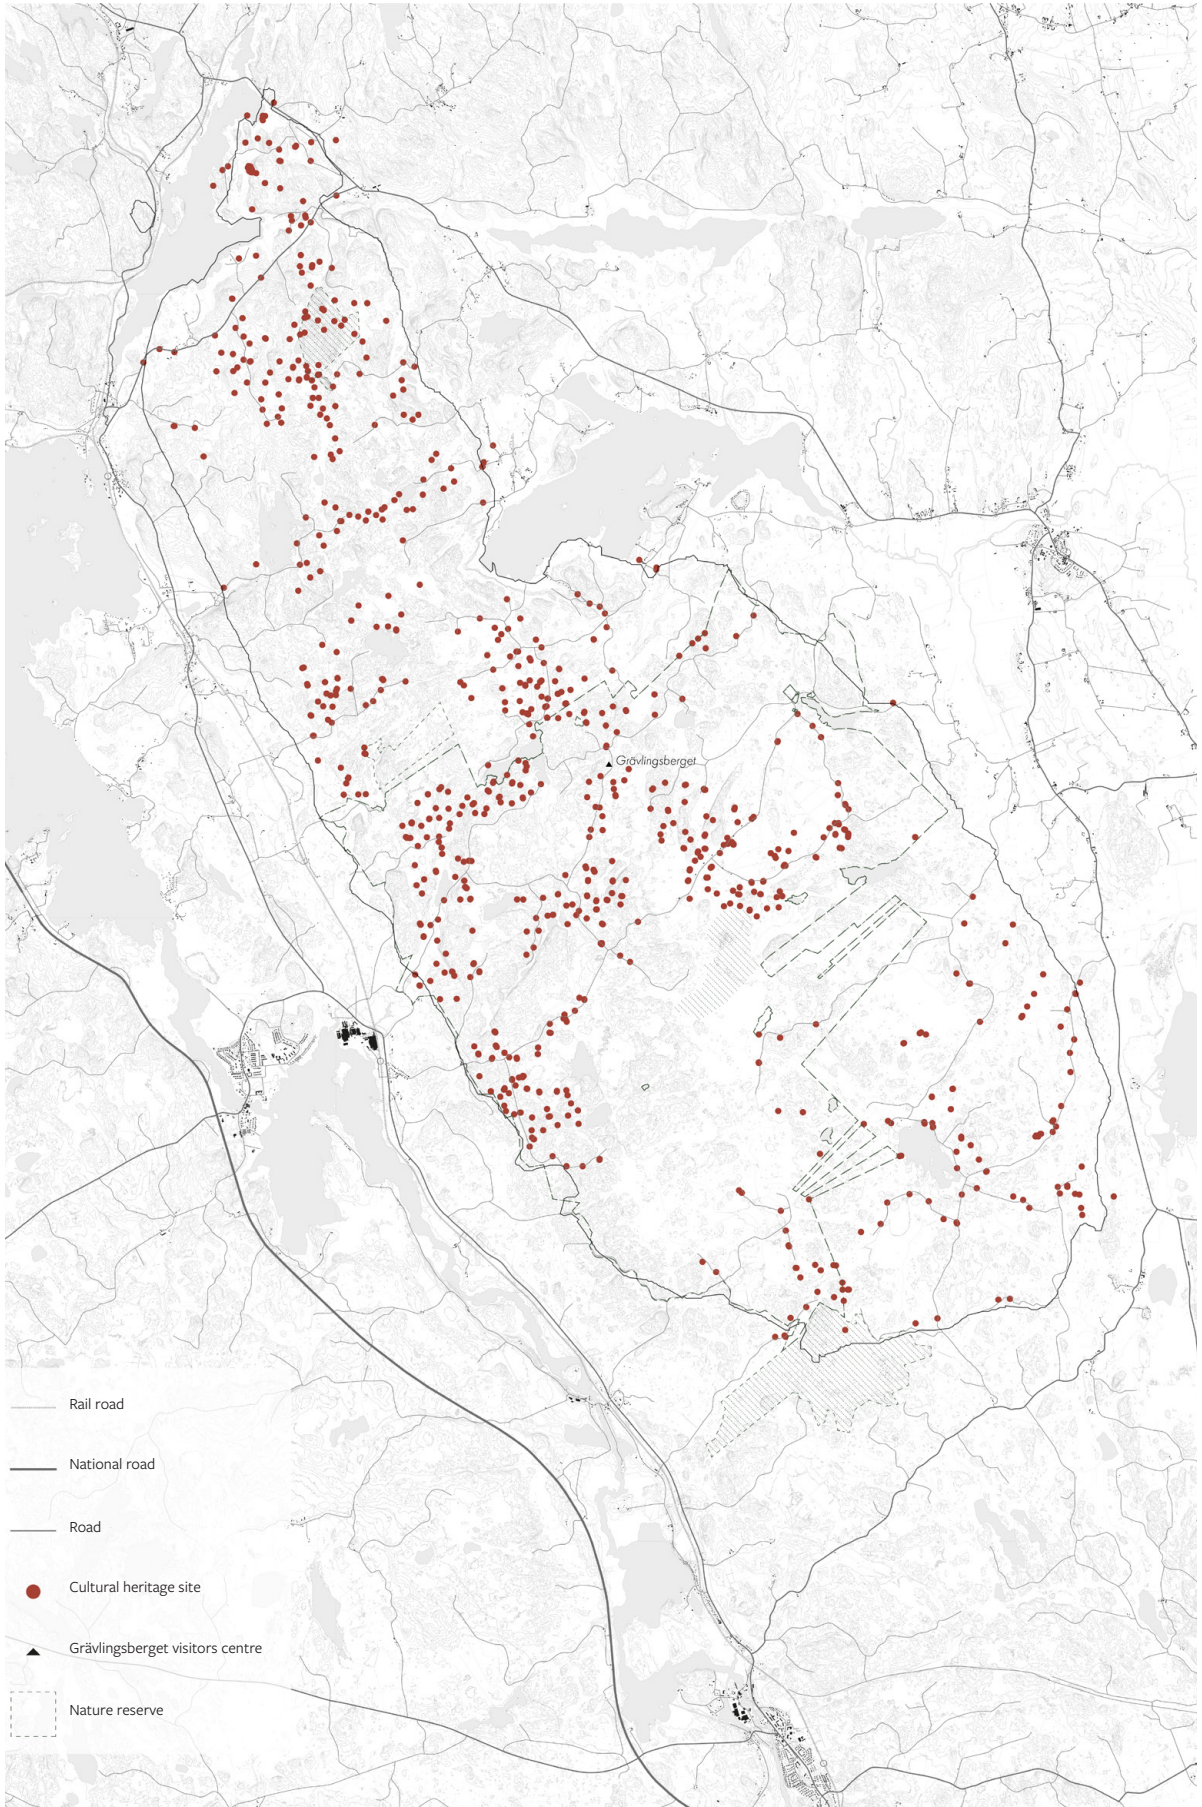 Grävlingsberget
Rail road
National road
Road
Cultural heritage site
Grävlingsberget visitors centre
Nature reserve